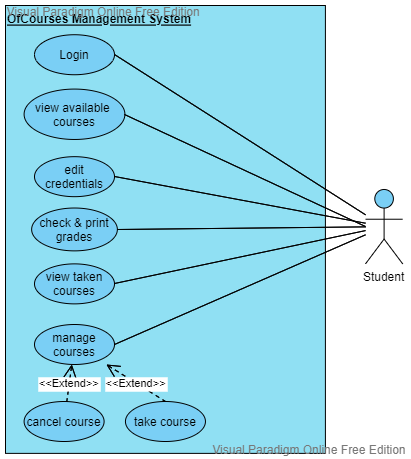 Visual Paradigm Online Free Edition
OfCourses Management System
Login
view available
courses
edit
credentials
check & print
grades
view taken
courses
manage
courses
Student
<<Extend>>
<<Extend>>
cancel course
take course
Visual Paradigm Online Free Edition